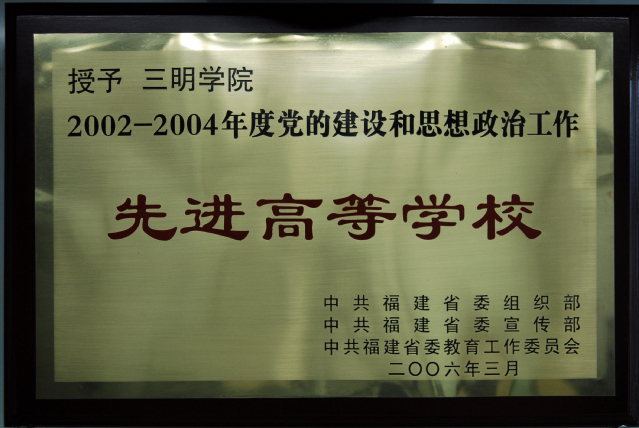 授予 三明学院
2002-2004年度党的建设和思想政治工作
先进高等学校
中共福建省委组织部
中共福建省委宣传部
中共福建省委教育工作委员会
二〇〇六年三月